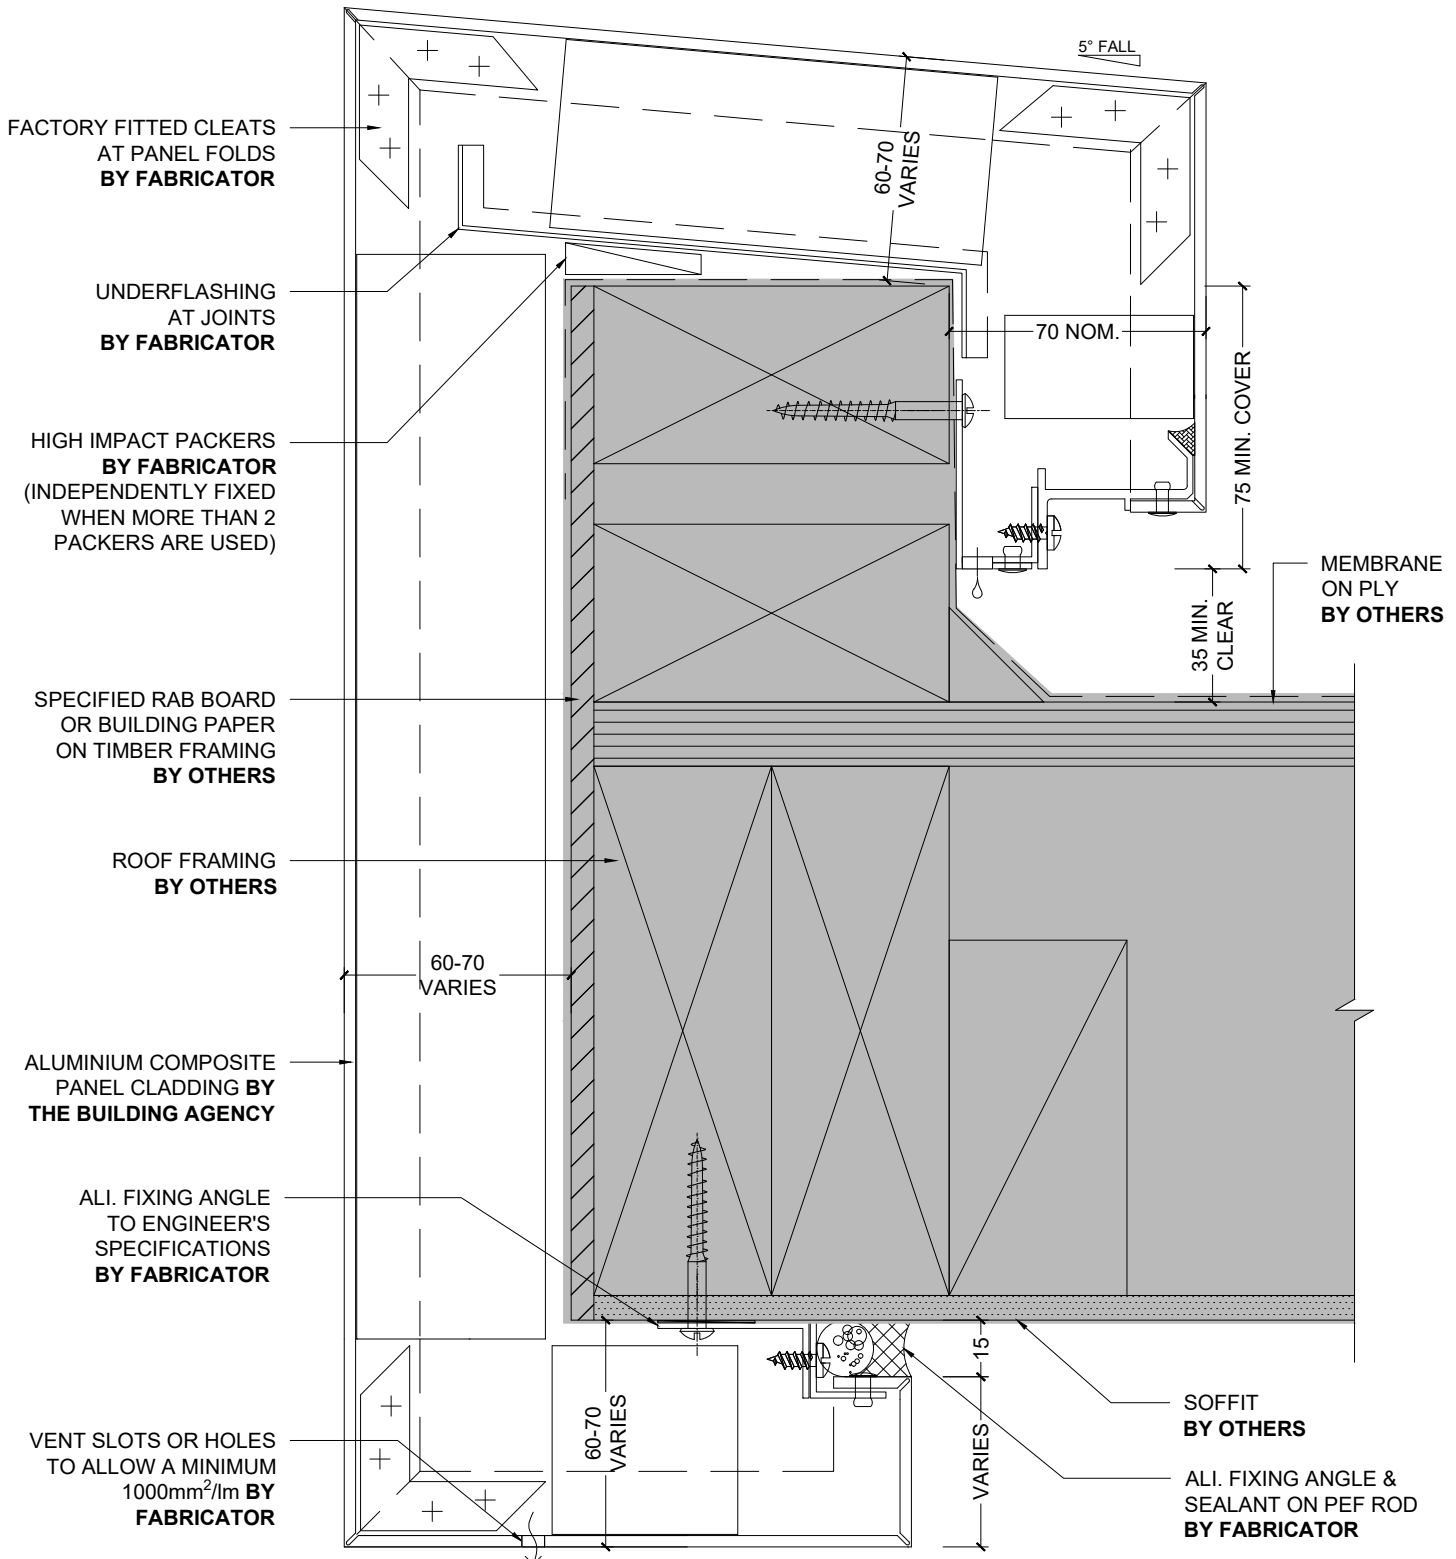 5° FALL
FACTORY FITTED CLEATS
AT PANEL FOLDS
BY FABRICATOR
60-70
VARIES
UNDERFLASHING
AT JOINTS
BY FABRICATOR
70 NOM.
75 MIN. COVER
HIGH IMPACT PACKERS
BY FABRICATOR
(INDEPENDENTLY FIXED
WHEN MORE THAN 2
PACKERS ARE USED)
MEMBRANE
ON PLY
BY OTHERS
35 MIN.
CLEAR
SPECIFIED RAB BOARD
OR BUILDING PAPER
ON TIMBER FRAMING
BY OTHERS
ROOF FRAMING
BY OTHERS
60-70
VARIES
ALUMINIUM COMPOSITE
PANEL CLADDING BY
THE BUILDING AGENCY
ALI. FIXING ANGLE
TO ENGINEER'S
SPECIFICATIONS
BY FABRICATOR
15
60-70
VARIES
VARIES
SOFFIT
BY OTHERS
VENT SLOTS OR HOLES
TO ALLOW A MINIMUM
1000mm²/lm BY
FABRICATOR
ALI. FIXING ANGLE &
SEALANT ON PEF ROD
BY FABRICATOR